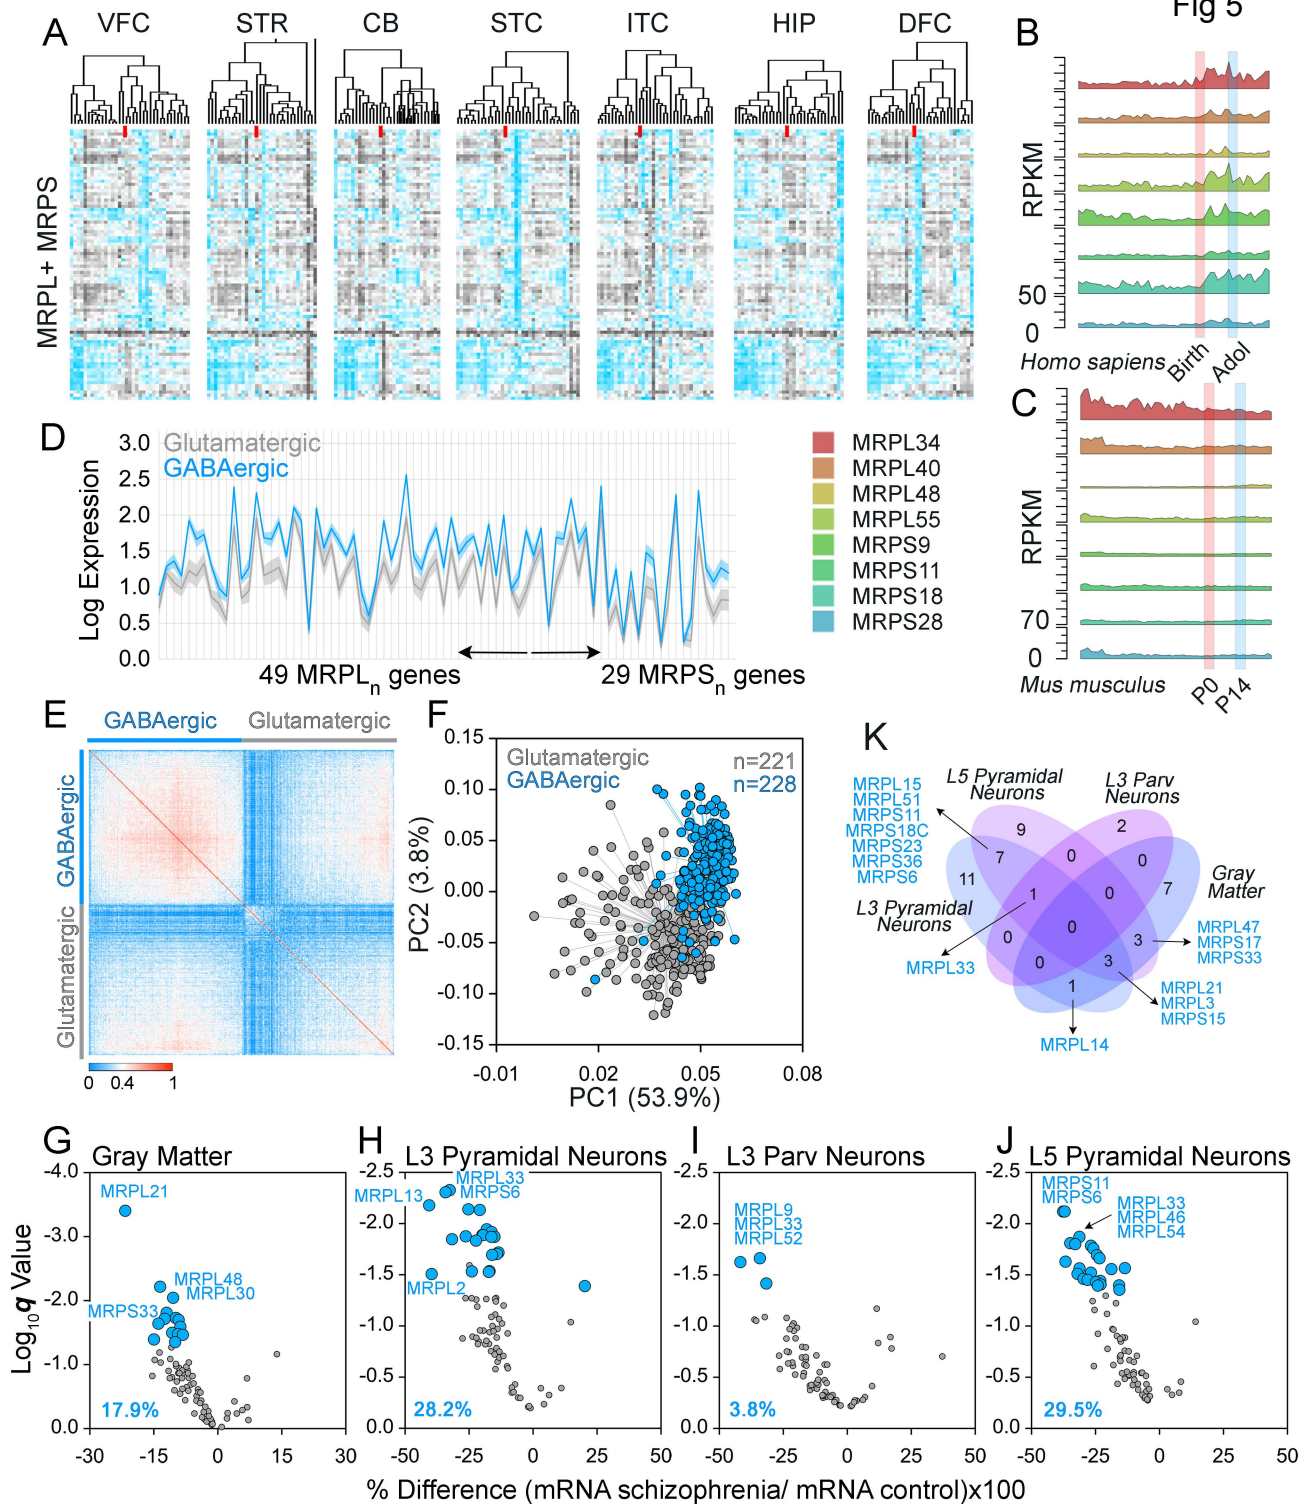 Fig 5
A
VFC
STR
CB
STC
ITC
HIP
DFC
MRPL+ MRPS
B
RPKM
50
0
Homo sapiens
Birth
Adol
C
RPKM
70
0
Mus musculus
P0
P14
D
Log Expression
3.0
2.5
2.0
1.5
1.0
0.5
0.0
Glutamatergic
GABAergic
49 MRPLn genes
29 MRPSn genes
MRPL34
MRPL40
MRPL48
MRPL55
MRPS9
MRPS11
MRPS18
MRPS28
E
GABAergic
Glutamatergic
GABAergic
Glutamatergic
0
0.4
1
F
Glutamatergic
GABAergic
n=221
n=228
PC2 (3.8%)
0.15
0.10
0.05
0.00
-0.05
-0.10
-0.15
-0.01
0.02
0.05
0.08
PC1 (53.9%)
K
MRPL15
MRPL51
MRPS11
MRPS18C
MRPS23
MRPS36
MRPS6
L5 Pyramidal
Neurons
L3 Parv
Neurons
Gray
Matter
L3 Pyramidal
Neurons
9
2
7
0
0
11
7
1
0
0
0
3
0
3
1
MRPL33
MRPL47
MRPS17
MRPS33
MRPL21
MRPL3
MRPS15
MRPL14
G
Gray Matter
Log10q Value
-4.0
-3.0
-2.0
-1.0
0.0
MRPL21
MRPL48
MRPL30
MRPS33
17.9%
-30
-15
0
15
30
H
L3 Pyramidal Neurons
-2.5
-2.0
-1.5
-1.0
-0.5
0.0
MRPL33
MRPS6
MRPL13
MRPL2
28.2%
-50
-25
0
25
50
I
L3 Parv Neurons
-2.5
-2.0
-1.5
-1.0
-0.5
0.0
MRPL9
MRPL33
MRPL52
3.8%
-50
-25
0
25
50
J
L5 Pyramidal Neurons
-2.5
-2.0
-1.5
-1.0
-0.5
0.0
MRPS11
MRPS6
MRPL33
MRPL46
MRPL54
29.5%
-50
-25
0
25
50
% Difference (mRNA schizophrenia/ mRNA control)x100